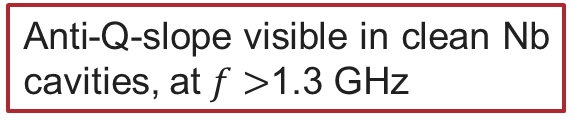 Anti-Q-slope visible in clean Nb
cavities, at f >1.3 GHz